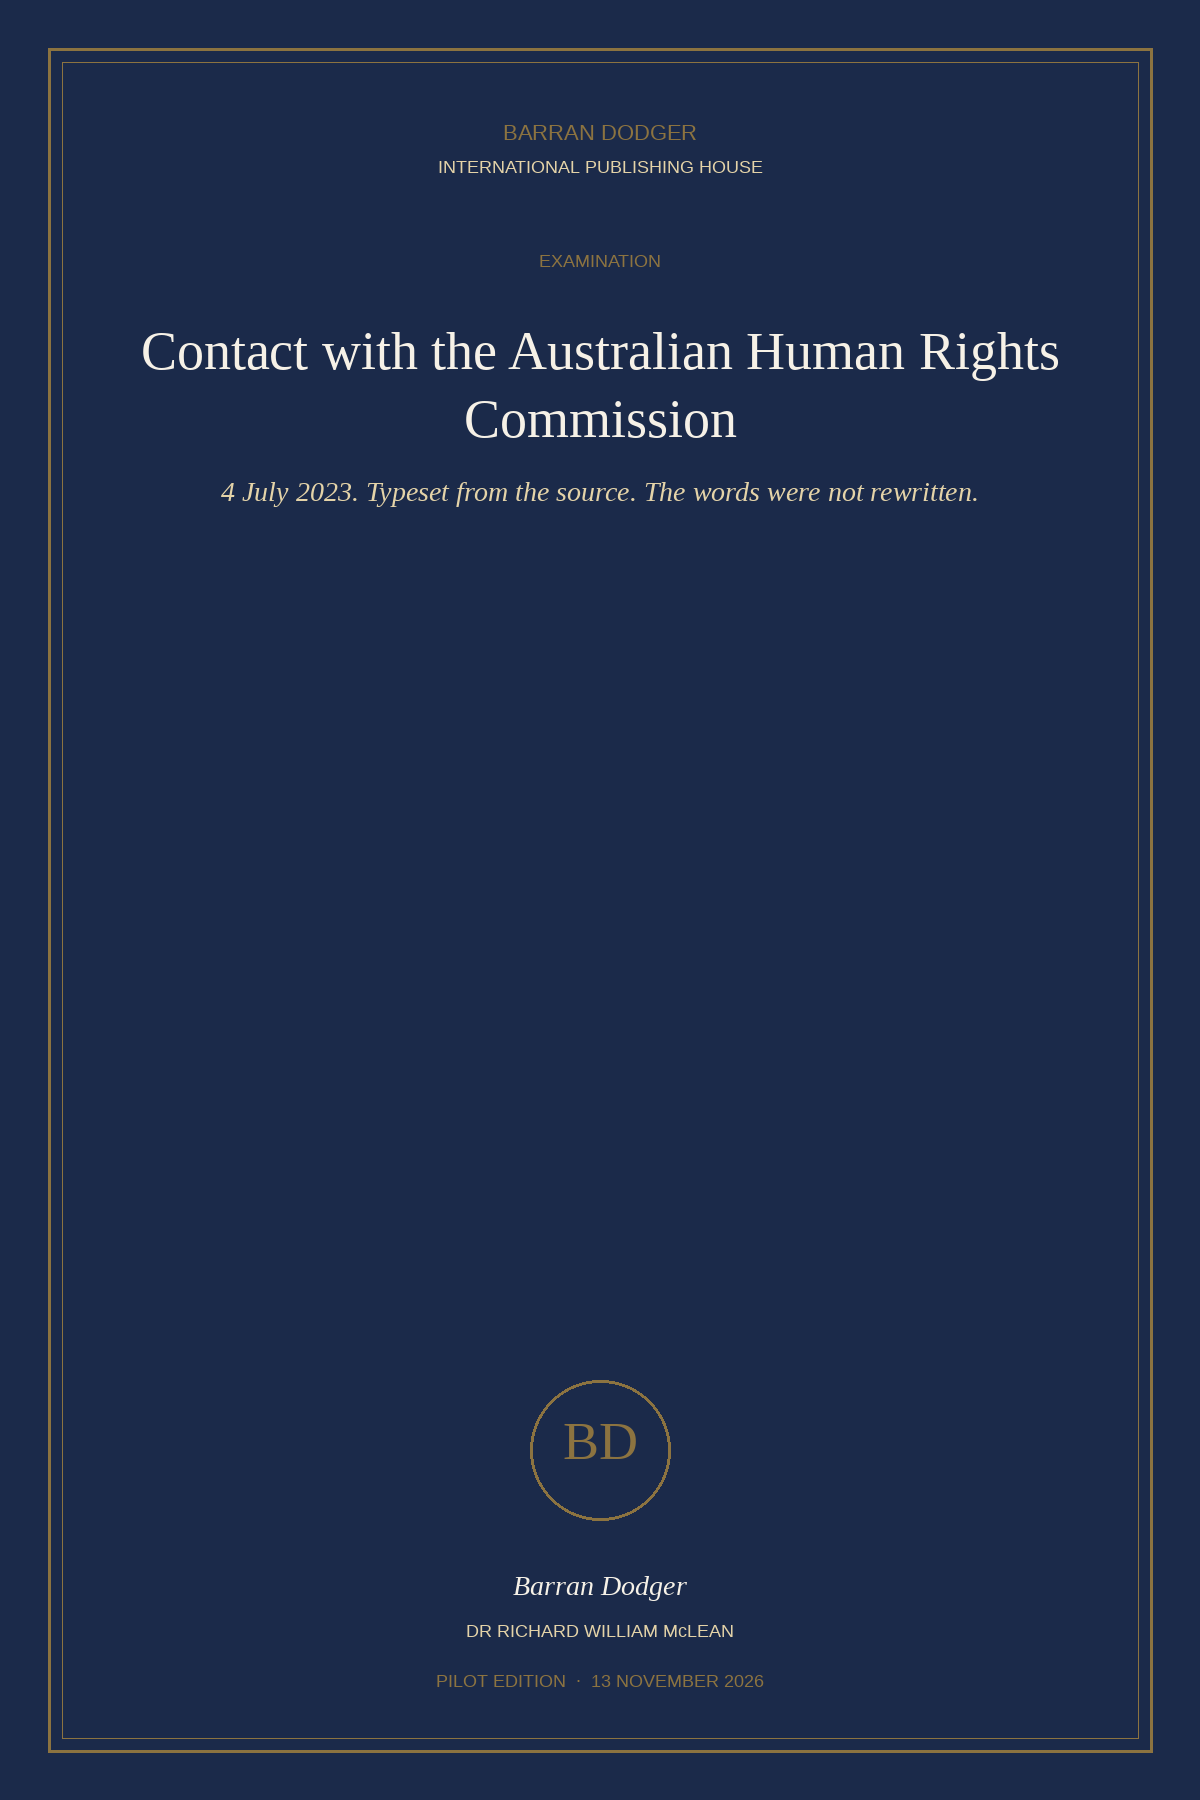 BARRAN DODGER
INTERNATIONAL PUBLISHING HOUSE
EXAMINATION
Contact with the Australian Human Rights
Commission
4 July 2023. Typeset from the source. The words were not rewritten.
BD
Barran Dodger
DR RICHARD WILLIAM McLEAN
PILOT EDITION · 13 NOVEMBER 2026